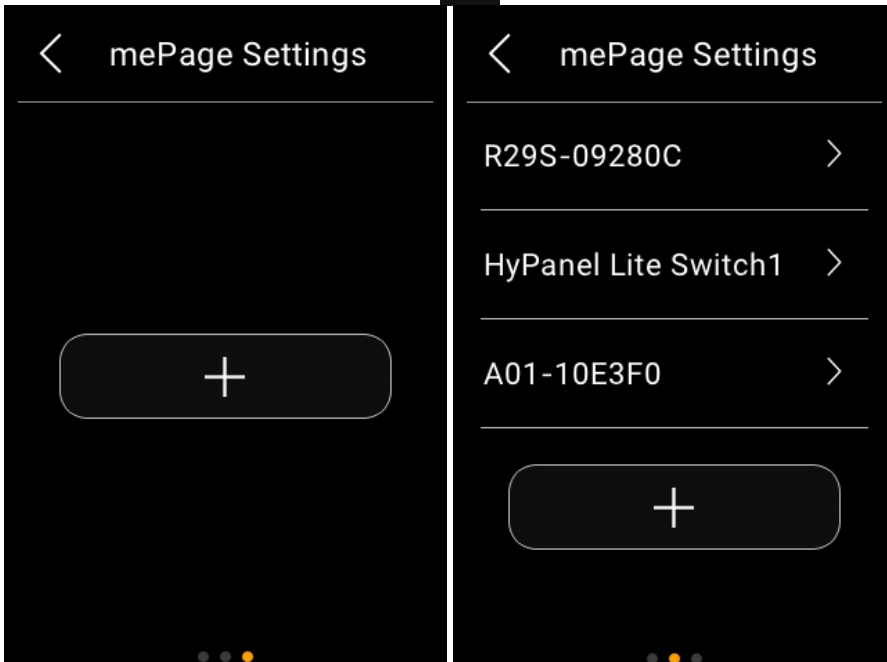 mePage Settings
+
mePage Settings
R29S-09280C
HyPanel Lite Switch1
A01-10E3F0
+